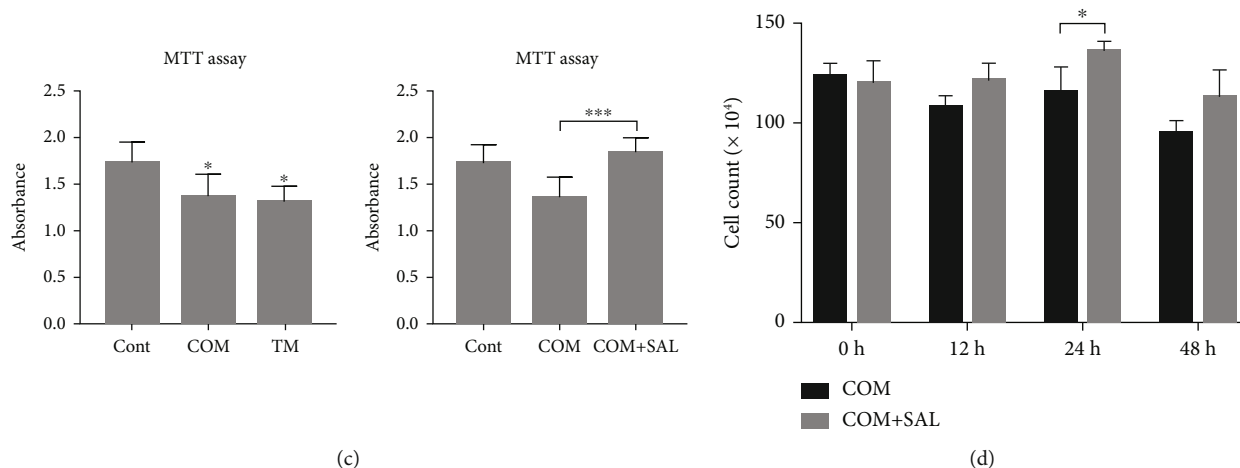 MTT assay
2.5
2.0
1.5
1.0
0.5
0.0
Absorbance
*
*
Cont COM TM
MTT assay
2.5
2.0
1.5
1.0
0.5
0.0
Absorbance
***
Cont COM COM+SAL
(c)
150
100
50
0
Cell count (× 10⁴)
*
0 h 12 h 24 h 48 h
COM
COM+SAL
(d)